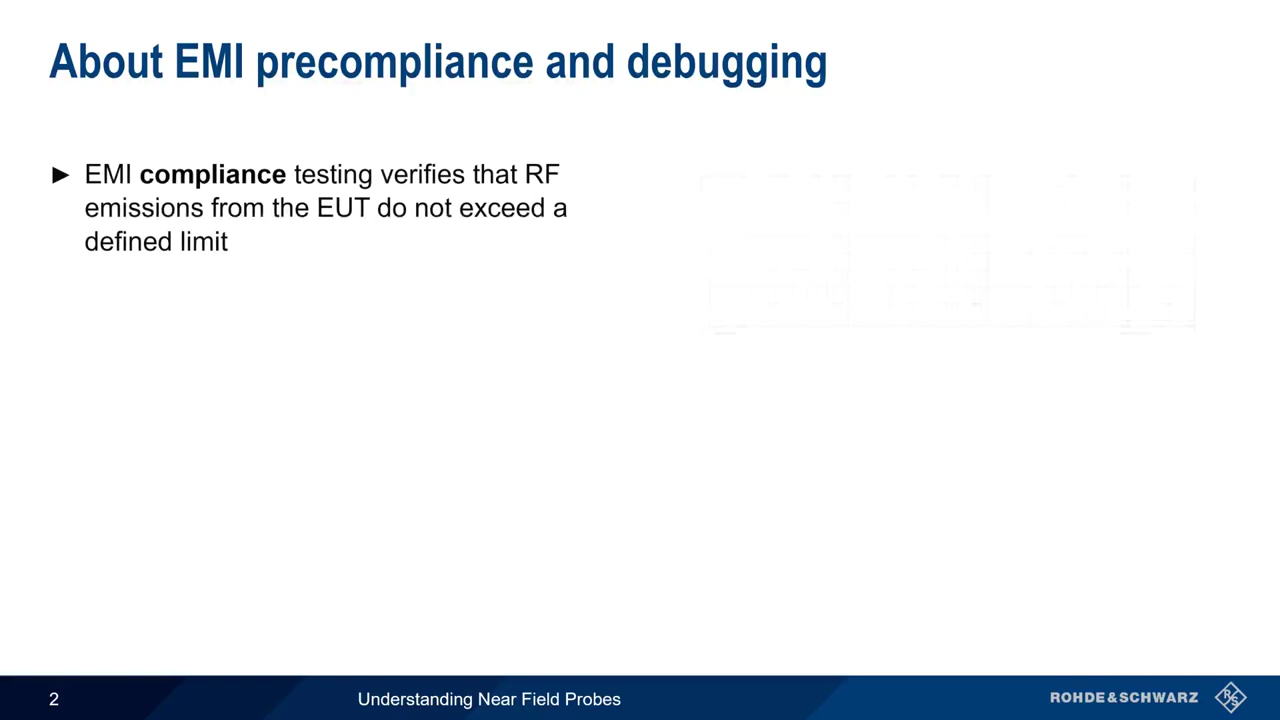 About EMI precompliance and debugging
► EMI compliance testing verifies that RF
emissions from the EUT do not exceed a
defined limit
2
Understanding Near Field Probes
ROHDE&SCHWARZ
R&S